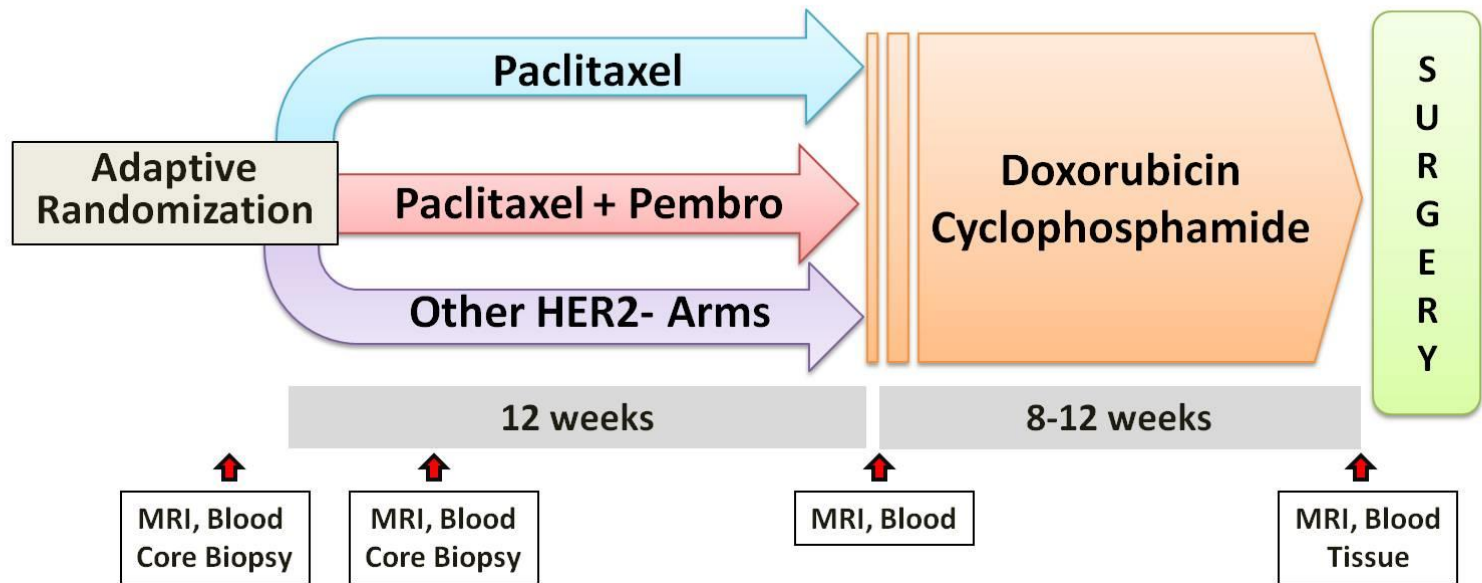 Paclitaxel
Adaptive
Randomization
Paclitaxel + Pembro
Other HER2- Arms
Doxorubicin
Cyclophosphamide
S
U
R
G
E
R
Y
12 weeks
8-12 weeks
MRI, Blood
Core Biopsy
MRI, Blood
Core Biopsy
MRI, Blood
MRI, Blood
Tissue